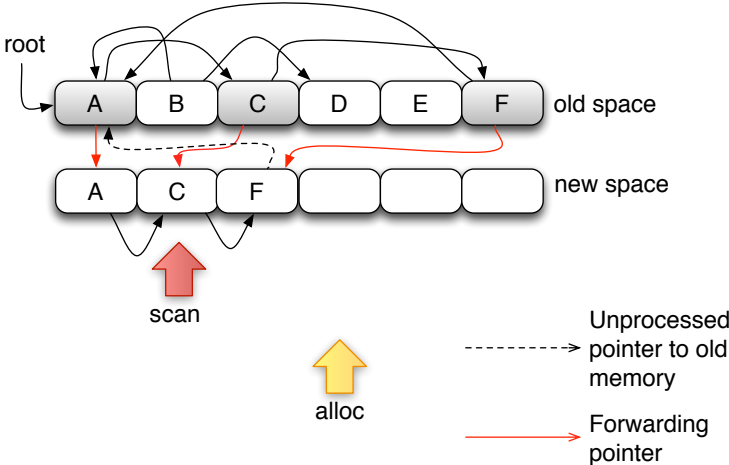 root
A B C D E F old space
A C F new space
scan
alloc
Unprocessed
pointer to old
memory
Forwarding
pointer